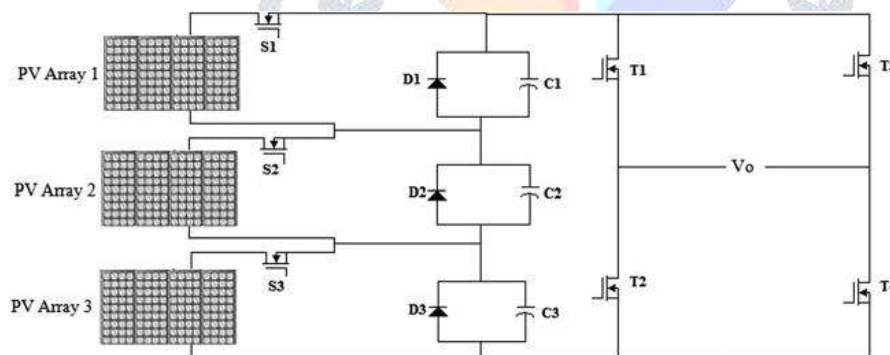 S1
PV Array 1
D1
C1
T1
S2
PV Array 2
D2
C2
Vo
S3
PV Array 3
D3
C3
T2